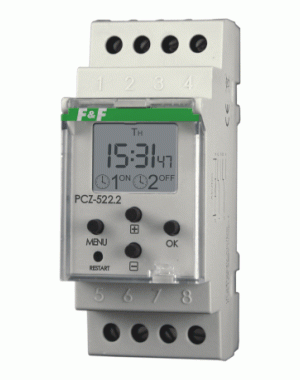 1 2 3 4
F&F
TH
15:31 47
1 ON 2 OFF
PCZ-522.2
MENU + OK
RESTART −
5 6 7 8